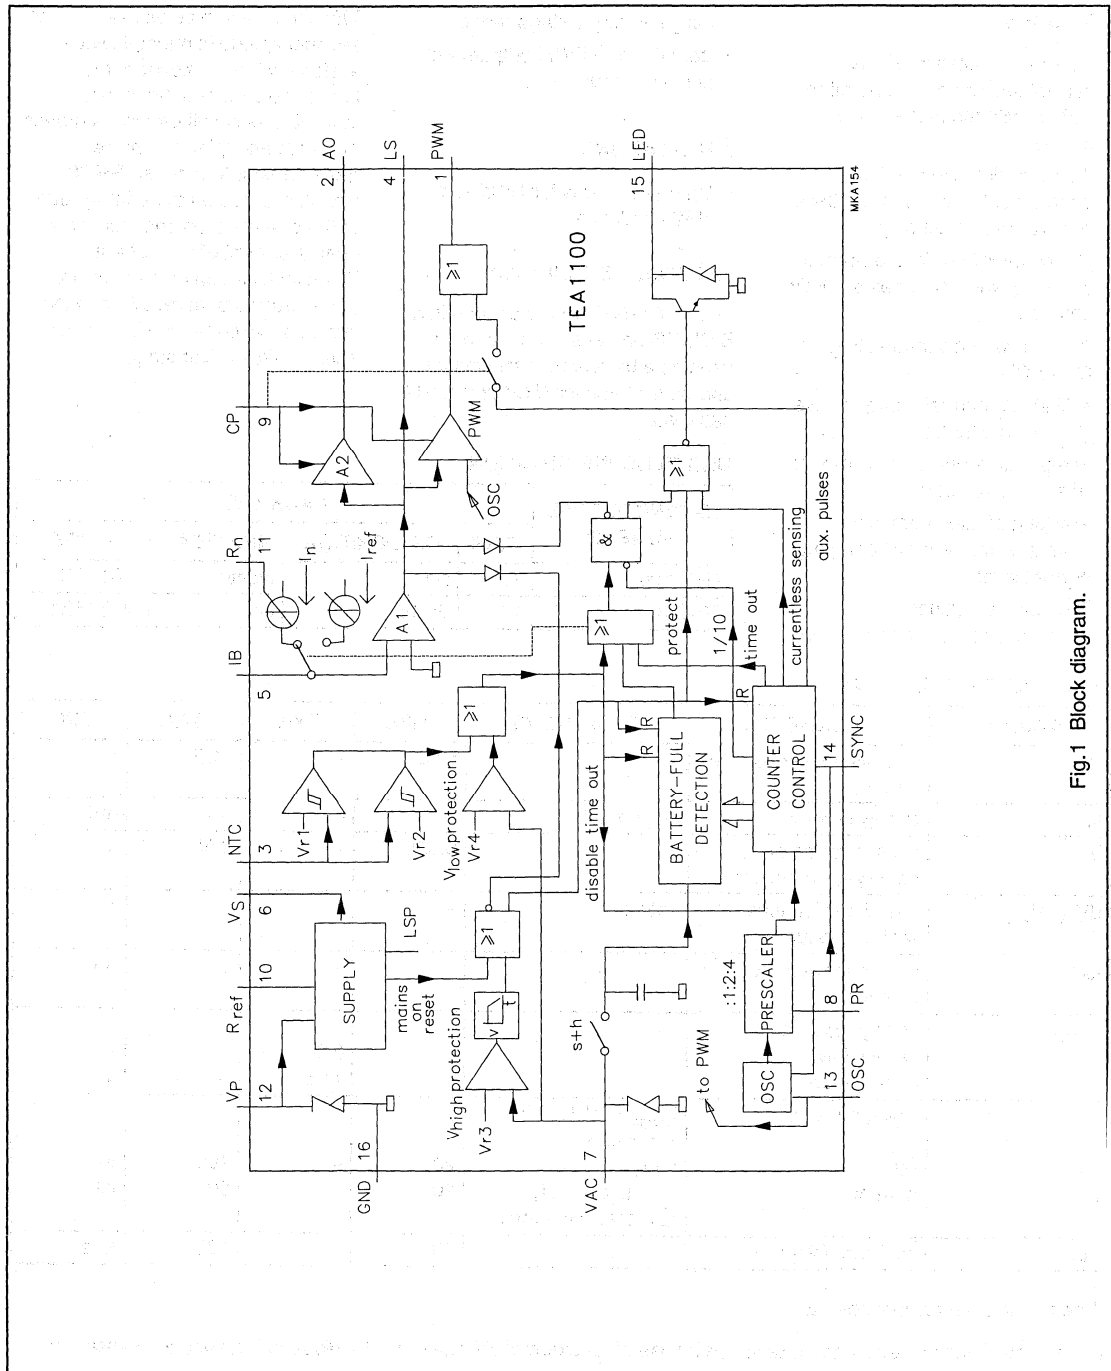 VP
12
Rref
10
VS
6
NTC
3
IB
5
Rn
11
CP
9
2 AO
4 LS
1 PWM
15 LED
GND 16
VAC 7
13
OSC
8
PR
14
SYNC
SUPPLY
LSP
mains
on
reset
Vr1
Vr2
Vlow protection
Vr4
≥1
In
Iref
A1
A2
PWM
OSC
≥1
TEA1100
Vhigh protection
Vr3
V
t
≥1
s+h
to PWM
disable time out
BATTERY–FULL
DETECTION
R
R
≥1
&
≥1
protect
1/10
time out
currentless sensing
aux. pulses
R
COUNTER
CONTROL
:1:2:4
PRESCALER
OSC
MKA154
Fig.1 Block diagram.